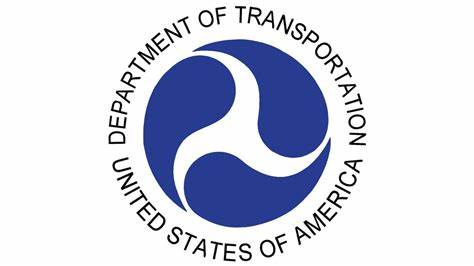 DEPARTMENT OF TRANSPORTATION
UNITED STATES OF AMERICA